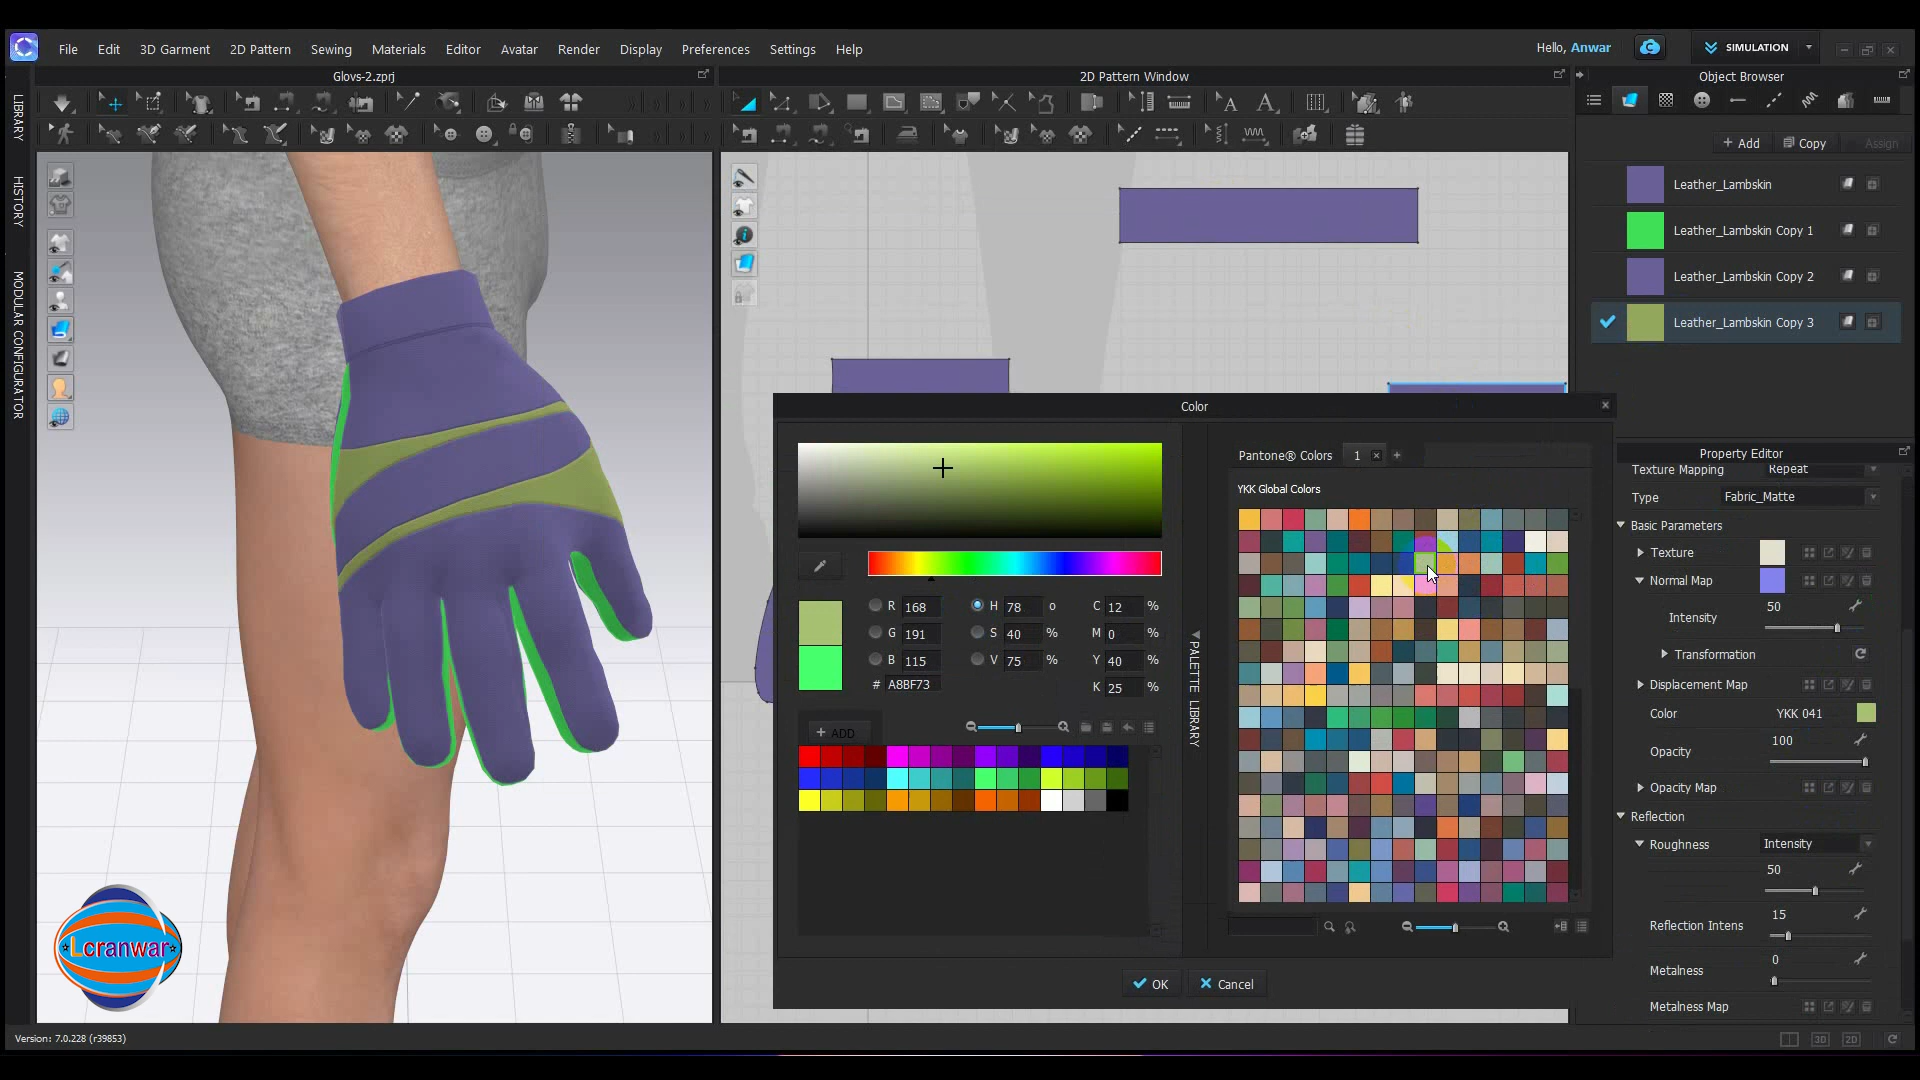 File Edit 3D Garment 2D Pattern Sewing Materials Editor Avatar Render Display Preferences Settings Help
Hello, Anwar
SIMULATION
Glovs-2.zprj
2D Pattern Window
Object Browser
LIBRARY
HISTORY
MODULAR CONFIGURATOR
+ Add
Copy
Assign
Leather_Lambskin
Leather_Lambskin Copy 1
Leather_Lambskin Copy 2
Leather_Lambskin Copy 3
Color
Pantone® Colors 1
YKK Global Colors
R 168 H 78 o C 12 %
G 191 S 40 % M 0 %
B 115 V 75 % Y 40 %
# A8BF73 K 25 %
+ ADD
PALETTE LIBRARY
OK
Cancel
Property Editor
Texture Mapping Repeat
Type Fabric_Matte
Basic Parameters
Texture
Normal Map
50
Intensity
Transformation
Displacement Map
Color YKK 041
100
Opacity
Opacity Map
Reflection
Roughness Intensity
50
15
Reflection Intens
0
Metalness
Metalness Map
Lcranwar
Version: 7.0.228 (r39853)
3D 2D